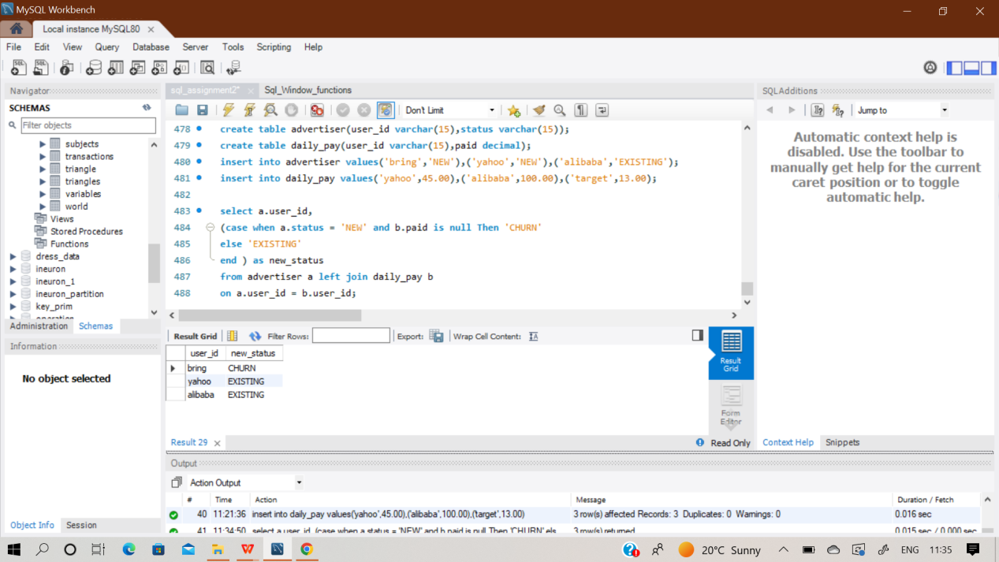 MySQL Workbench
Local instance MySQL80
File Edit View Query Database Server Tools Scripting Help
Navigator
SCHEMAS
Filter objects
subjects
transactions
triangle
triangles
variables
world
Views
Stored Procedures
Functions
dress_data
ineuron
ineuron_1
ineuron_partition
key_prim
operation
Administration Schemas
Information
No object selected
Object Info Session
sql_assignment2* Sql_Window_functions
Don't Limit
478 create table advertiser(user_id varchar(15),status varchar(15));
479 create table daily_pay(user_id varchar(15),paid decimal);
480 insert into advertiser values('bring','NEW'),('yahoo','NEW'),('alibaba','EXISTING');
481 insert into daily_pay values('yahoo',45.00),('alibaba',100.00),('target',13.00);
482
483 select a.user_id,
484 (case when a.status = 'NEW' and b.paid is null Then 'CHURN'
485 else 'EXISTING'
486 end ) as new_status
487 from advertiser a left join daily_pay b
488 on a.user_id = b.user_id;
Result Grid Filter Rows: Export: Wrap Cell Content:
user_id new_status
bring CHURN
yahoo EXISTING
alibaba EXISTING
Result Grid
Form Editor
Result 29 Read Only
SQLAdditions
Jump to
Automatic context help is
disabled. Use the toolbar to
manually get help for the current
caret position or to toggle
automatic help.
Context Help Snippets
Output
Action Output
# Time Action Message Duration / Fetch
40 11:21:36 insert into daily_pay values('yahoo',45.00),('alibaba',100.00),('target',13.00) 3 row(s) affected Records: 3 Duplicates: 0 Warnings: 0 0.016 sec
41 11:34:50 select a.user_id, (case when a.status = 'NEW' and b.paid is null Then 'CHURN' els 3 row(s) returned 0.015 sec / 0.000 sec
20°C Sunny ENG 11:35